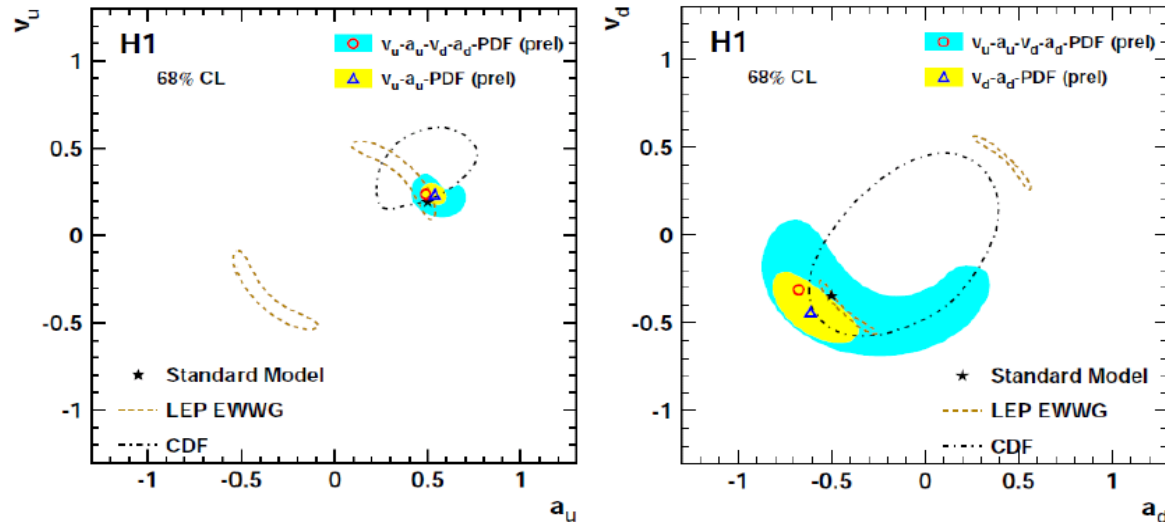 v_u
H1
68% CL
v_u-a_u-v_d-a_d-PDF (prel)
v_u-a_u-PDF (prel)
1
0.5
0
-0.5
-1
Standard Model
LEP EWWG
CDF
-1 -0.5 0 0.5 1
a_u
v_d
H1
68% CL
v_u-a_u-v_d-a_d-PDF (prel)
v_d-a_d-PDF (prel)
1
0.5
0
-0.5
-1
Standard Model
LEP EWWG
CDF
-1 -0.5 0 0.5 1
a_d